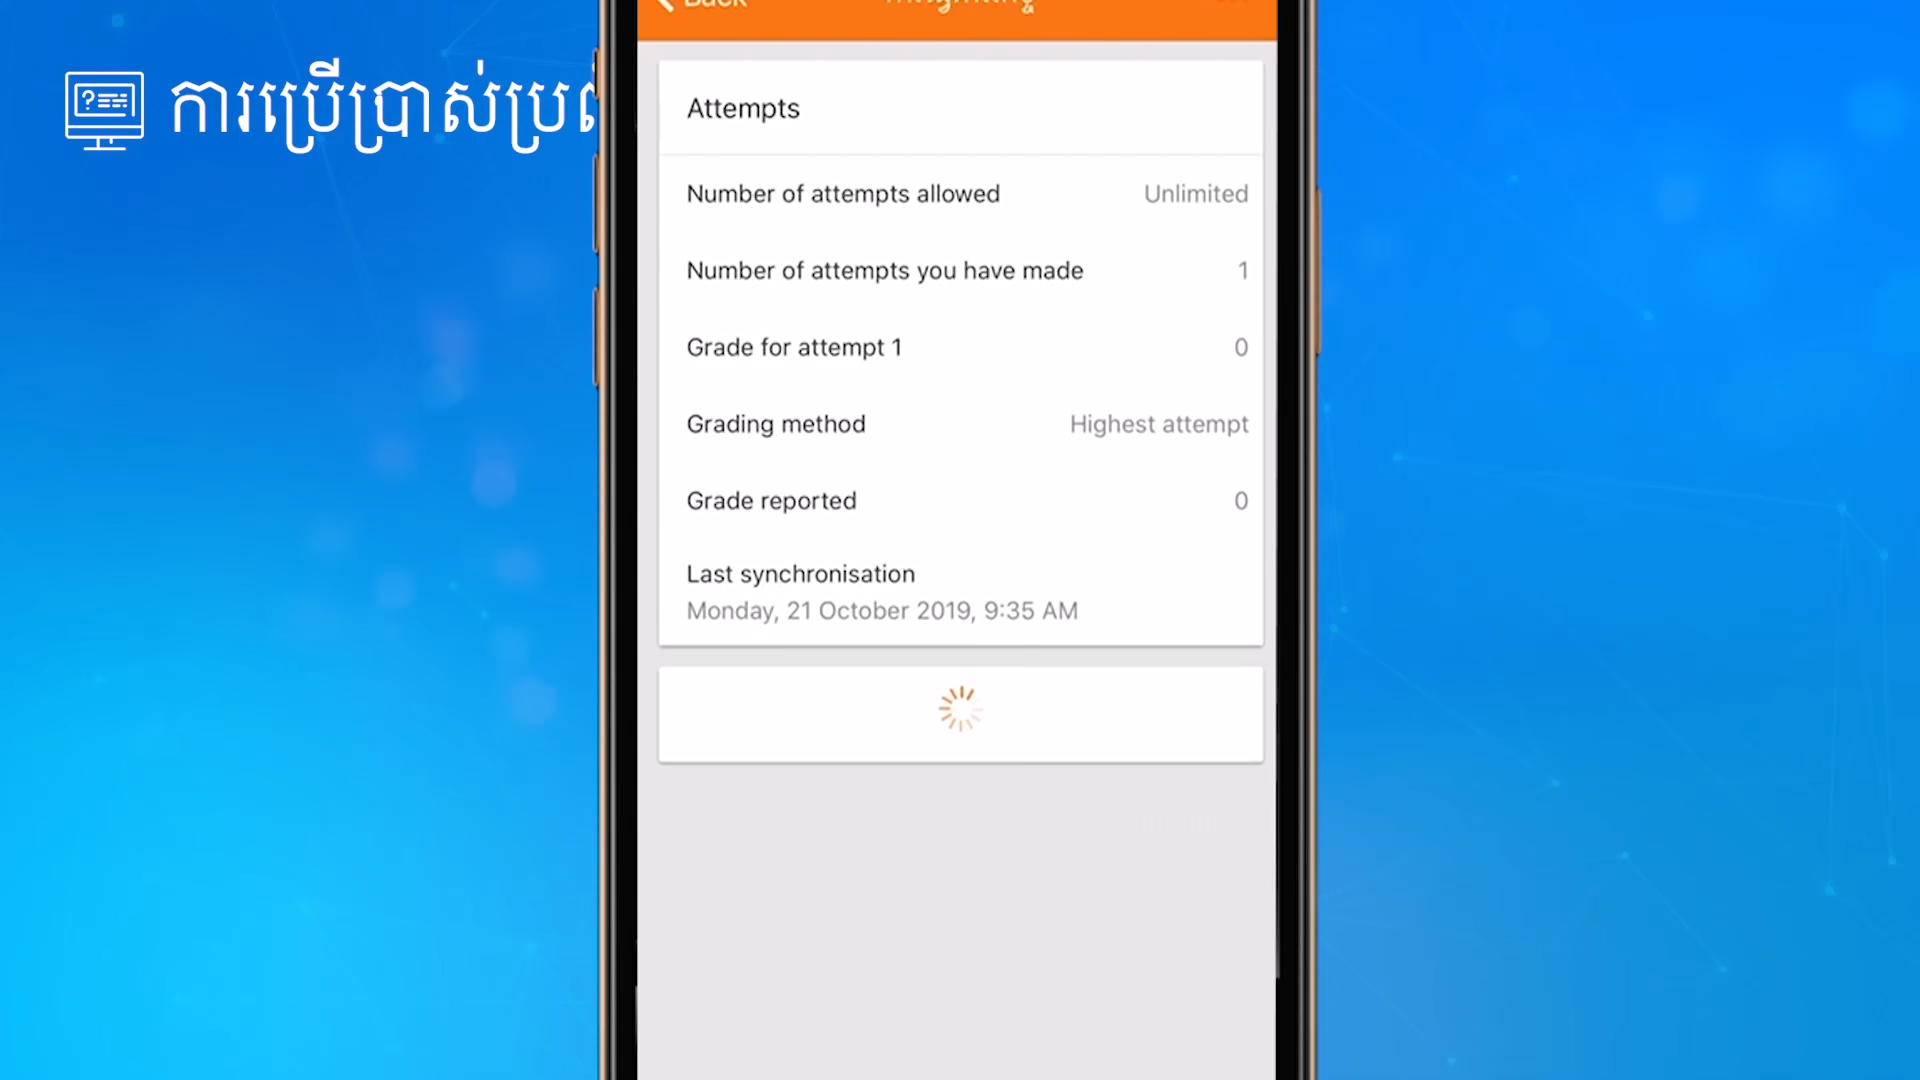 Back
ការប្រើប្រាស់
Attempts
Number of attempts allowed Unlimited
Number of attempts you have made 1
Grade for attempt 1 0
Grading method Highest attempt
Grade reported 0
Last synchronisation
Monday, 21 October 2019, 9:35 AM